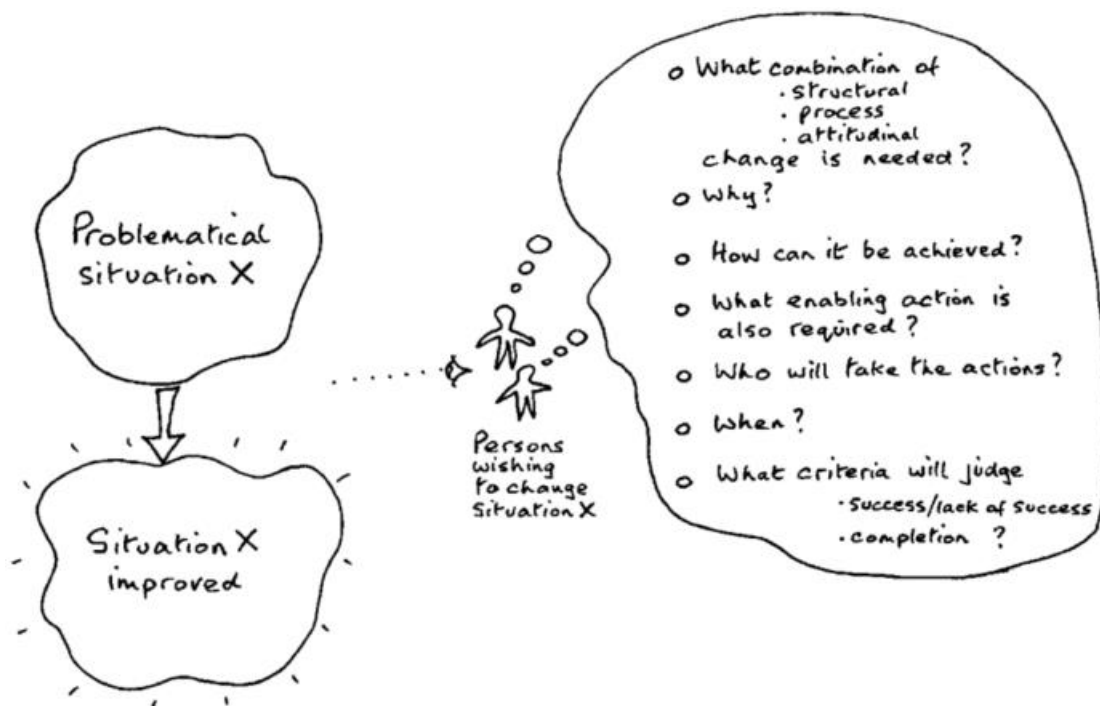 Problematical
situation X
Situation X
improved
Persons
wishing
to change
Situation X
What combination of
· structural
· process
· attitudinal
change is needed?
Why?
How can it be achieved?
What enabling action is
also required?
Who will take the actions?
When?
What criteria will judge
· success/lack of success
· completion ?